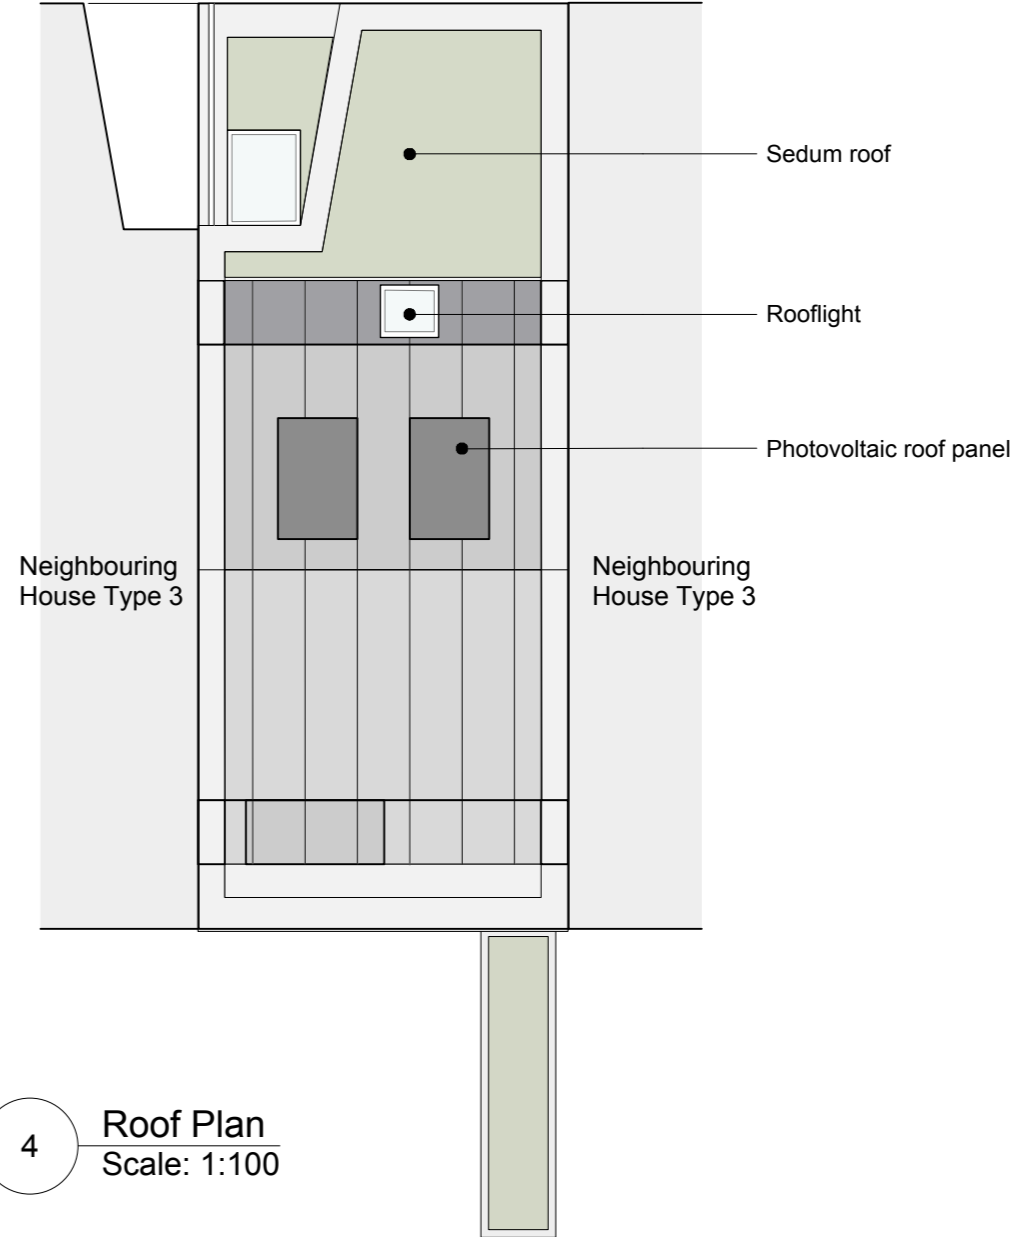 Sedum roof
Rooflight
Photovoltaic roof panel
Neighbouring
House Type 3
Neighbouring
House Type 3
4
Roof Plan
Scale: 1:100